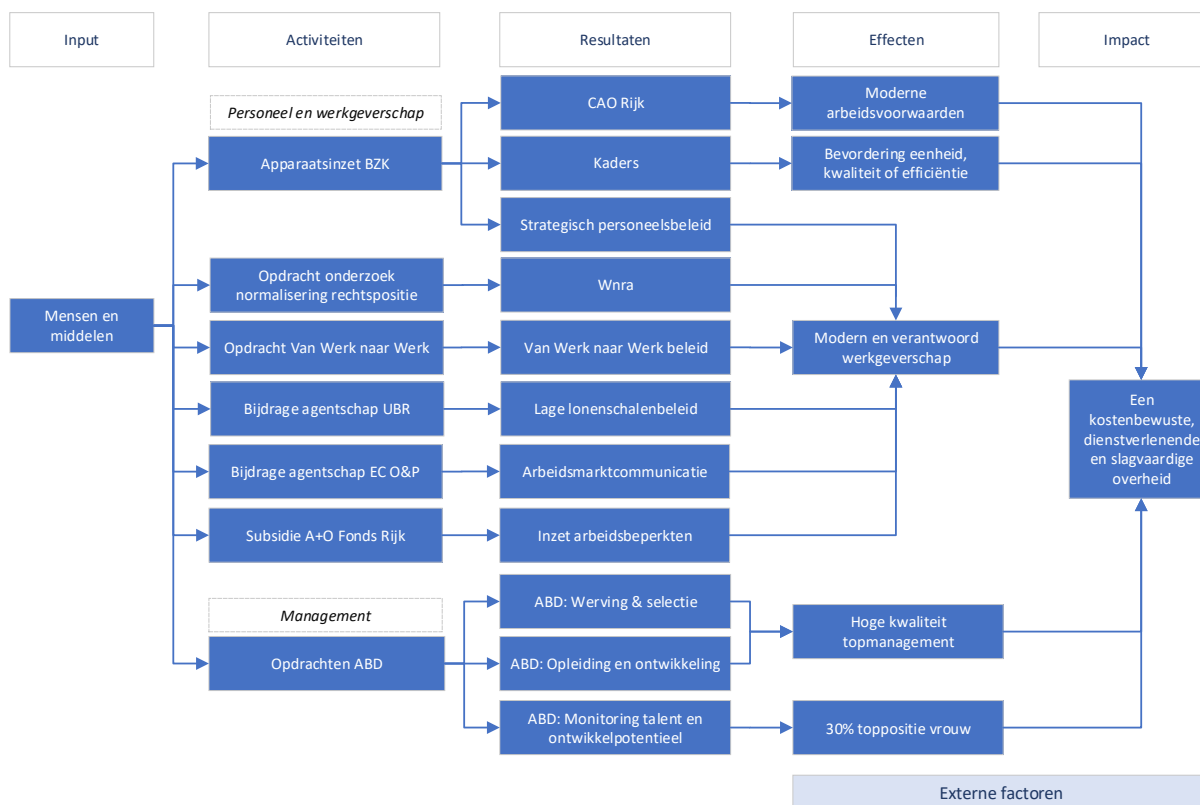 Input
Activiteiten
Resultaten
Effecten
Impact
Personeel en werkgeverschap
CAO Rijk
Moderne
arbeidsvoorwaarden
Apparaatsinzet BZK
Kaders
Bevordering eenheid,
kwaliteit of efficiëntie
Strategisch personeelsbeleid
Opdracht onderzoek
normalisering rechtspositie
Wnra
Mensen en
middelen
Opdracht Van Werk naar Werk
Van Werk naar Werk beleid
Modern en verantwoord
werkgeverschap
Bijdrage agentschap UBR
Lage lonenschalenbeleid
Een
kostenbewuste,
dienstverlenende
en slagvaardige
overheid
Bijdrage agentschap EC O&P
Arbeidsmarktcommunicatie
Subsidie A+O Fonds Rijk
Inzet arbeidsbeperkten
Management
ABD: Werving & selectie
Hoge kwaliteit
topmanagement
Opdrachten ABD
ABD: Opleiding en ontwikkeling
ABD: Monitoring talent en
ontwikkelpotentieel
30% toppositie vrouw
Externe factoren